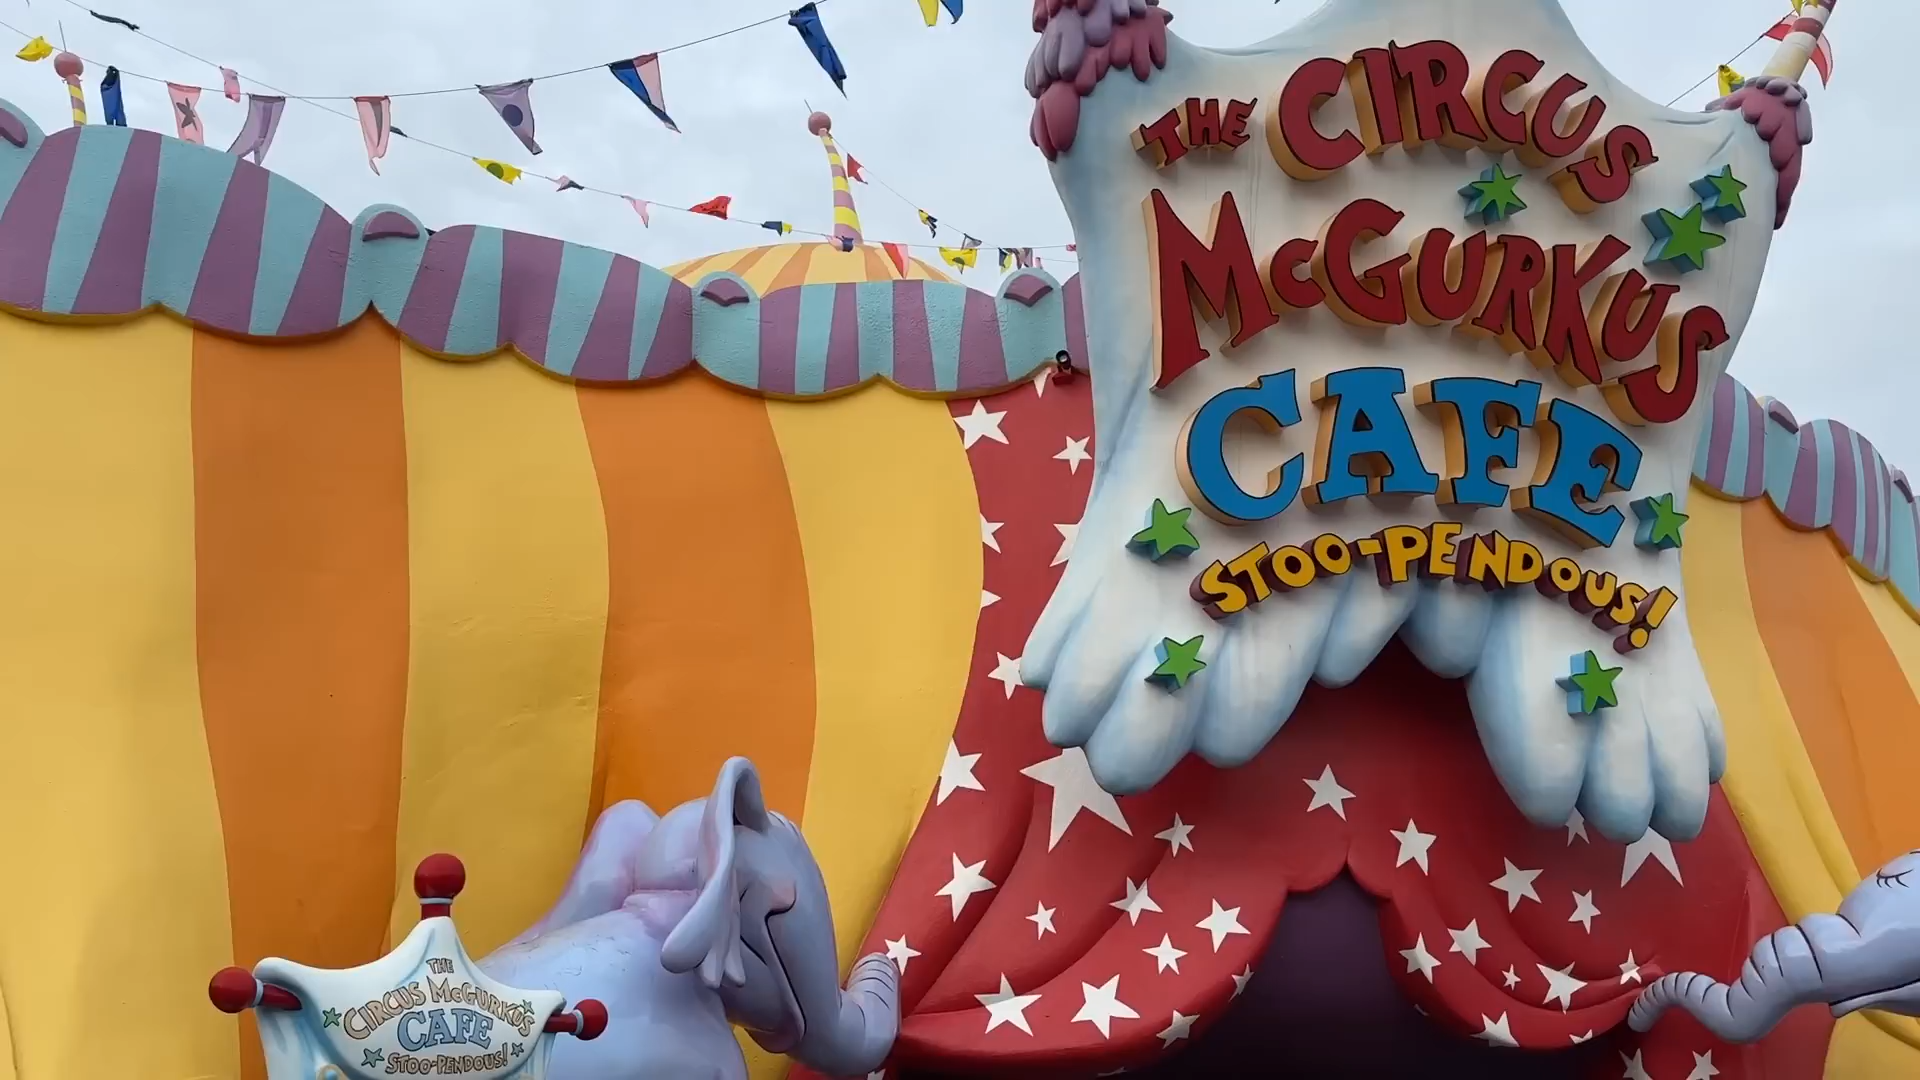 THE CIRCUS
McGURKUS
CAFE
STOO-PENDOUS!
THE
CIRCUS McGURKUS
CAFE
STOO-PENDOUS!